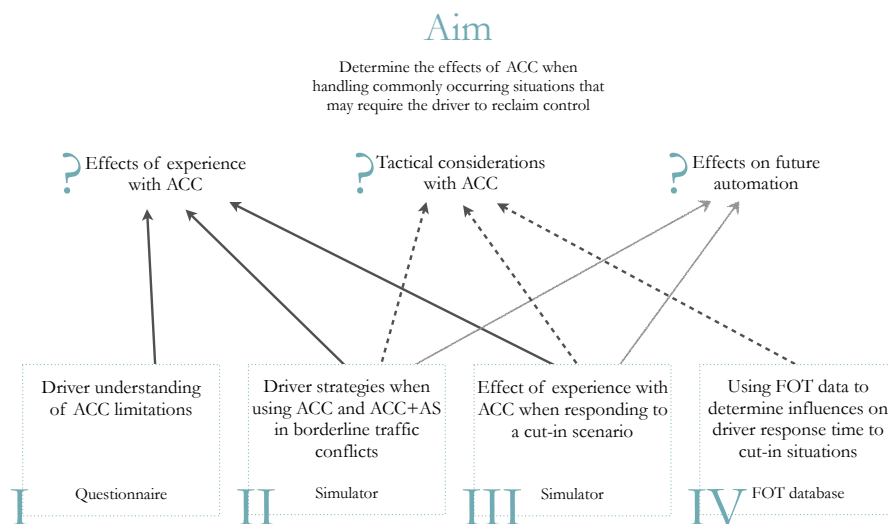 Aim
Determine the effects of ACC when
handling commonly occurring situations that
may require the driver to reclaim control
? Effects of experience
with ACC
? Tactical considerations
with ACC
? Effects on future
automation
Driver understanding
of ACC limitations
Questionnaire
I
Driver strategies when
using ACC and ACC+AS
in borderline traffic
conflicts
Simulator
II
Effect of experience with
ACC when responding to
a cut-in scenario
Simulator
III
Using FOT data to
determine influences on
driver response time to
cut-in situations
FOT database
IV